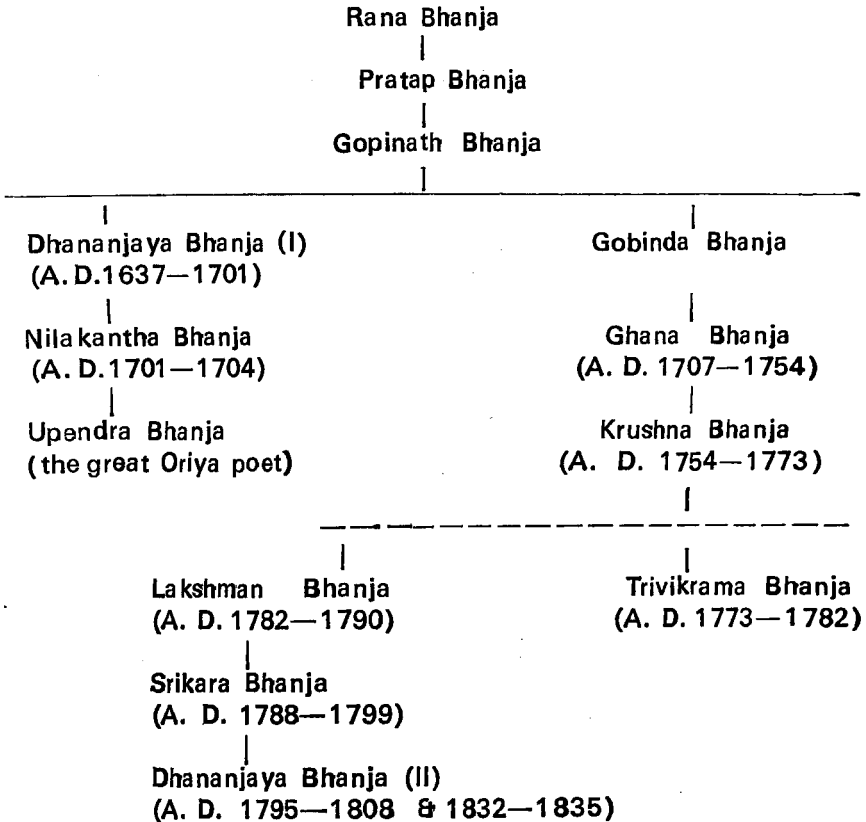 Rana Bhanja
Pratap Bhanja
Gopinath Bhanja
Dhananjaya Bhanja (I)
(A. D. 1637—1701)
Gobinda Bhanja
Nilakantha Bhanja
(A. D. 1701—1704)
Ghana Bhanja
(A. D. 1707—1754)
Upendra Bhanja
(the great Oriya poet)
Krushna Bhanja
(A. D. 1754—1773)
Lakshman Bhanja
(A. D. 1782—1790)
Trivikrama Bhanja
(A. D. 1773—1782)
Srikara Bhanja
(A. D. 1788—1799)
Dhananjaya Bhanja (II)
(A. D. 1795—1808 & 1832—1835)